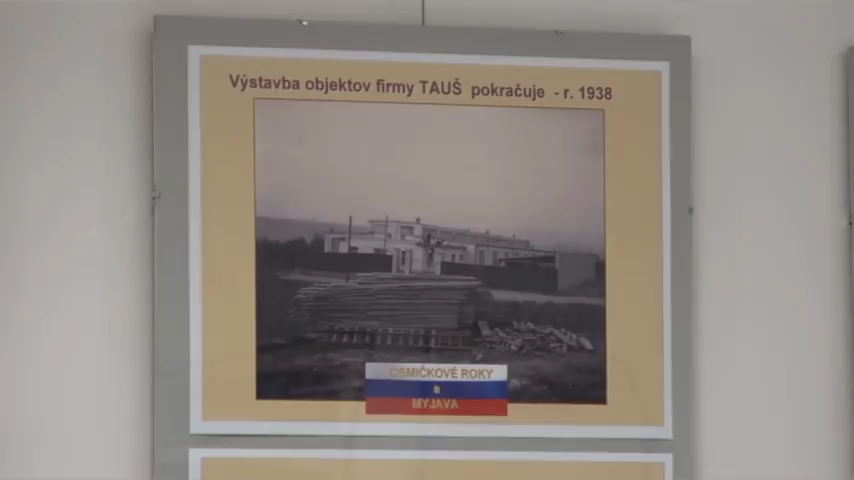 Výstavba objektov firmy TAUŠ pokračuje - r. 1938
OSMIČKOVÉ ROKY
a
MYJAVA